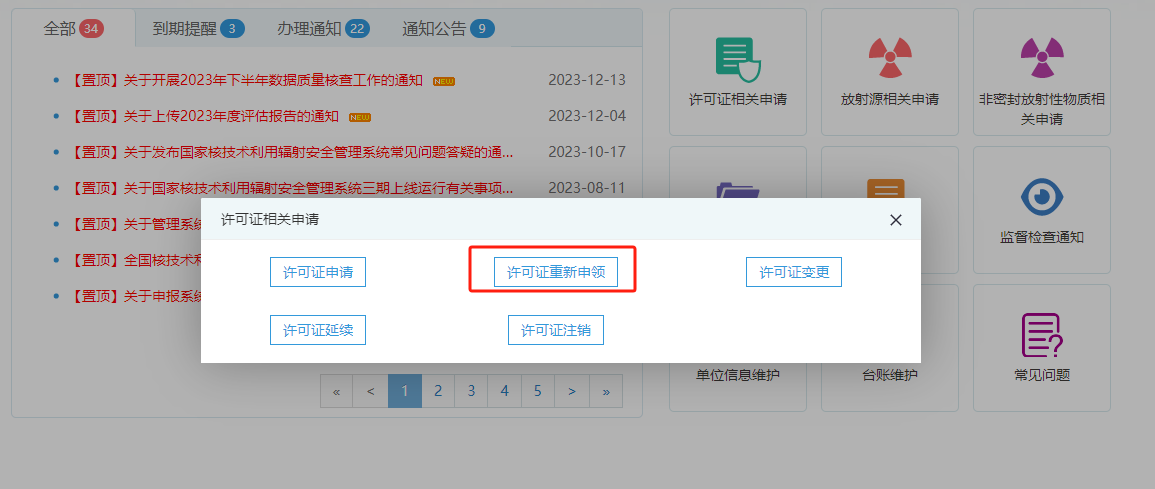 全部 34 到期提醒 3 办理通知 22 通知公告 9
【置顶】关于开展2023年下半年数据质量核查工作的通知 NEW 2023-12-13
【置顶】关于上传2023年度评估报告的通知 NEW 2023-12-04
【置顶】关于发布国家核技术利用辐射安全管理系统常见问题答疑的通... 2023-10-17
【置顶】关于国家核技术利用辐射安全管理系统三期上线运行有关事项... 2023-08-11
【置顶】关于管理系
【置顶】全国核技术
【置顶】关于申报系
« < 1 2 3 4 5 > »
许可证相关申请
放射源相关申请
非密封放射性物质相
关申请
监督检查通知
单位信息维护
台账维护
常见问题
许可证相关申请
许可证申请
许可证重新申领
许可证变更
许可证延续
许可证注销